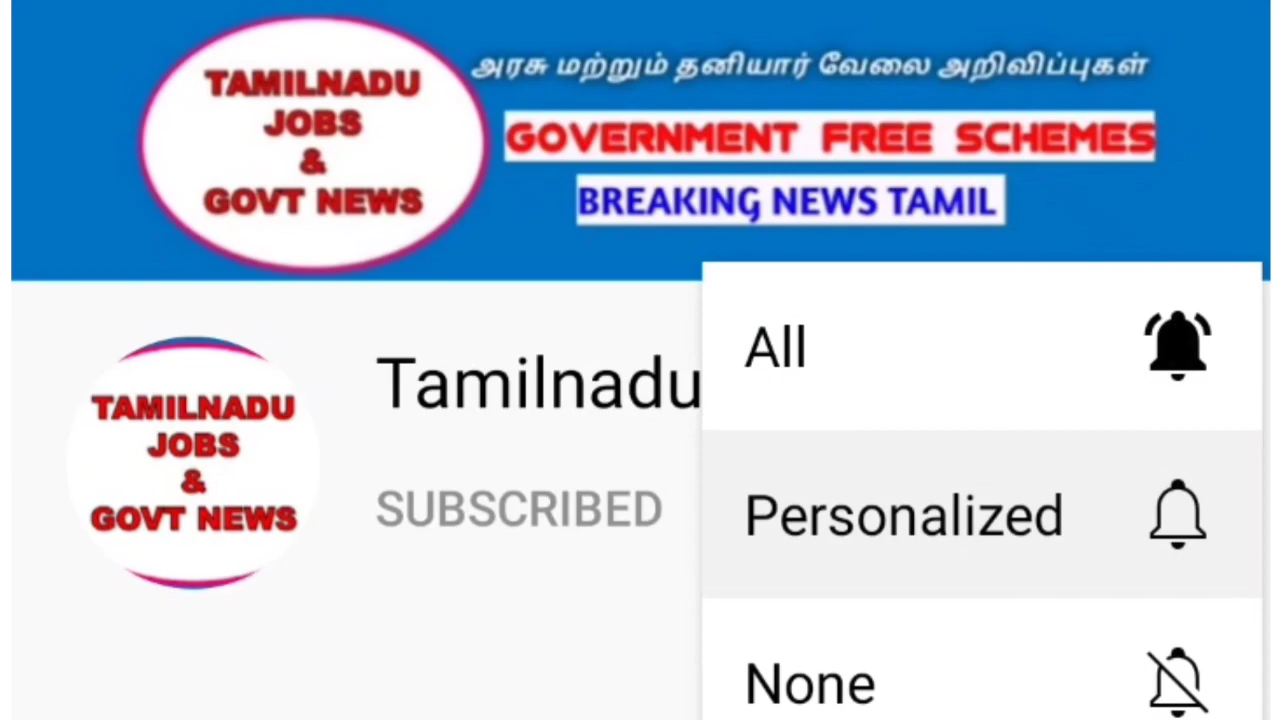 TAMILNADU
JOBS
&
GOVT NEWS
அரசு மற்றும் தனியார் வேலை அறிவிப்புகள்
GOVERNMENT FREE SCHEMES
BREAKING NEWS TAMIL
TAMILNADU
JOBS
&
GOVT NEWS
Tamilnadu
SUBSCRIBED
All
Personalized
None